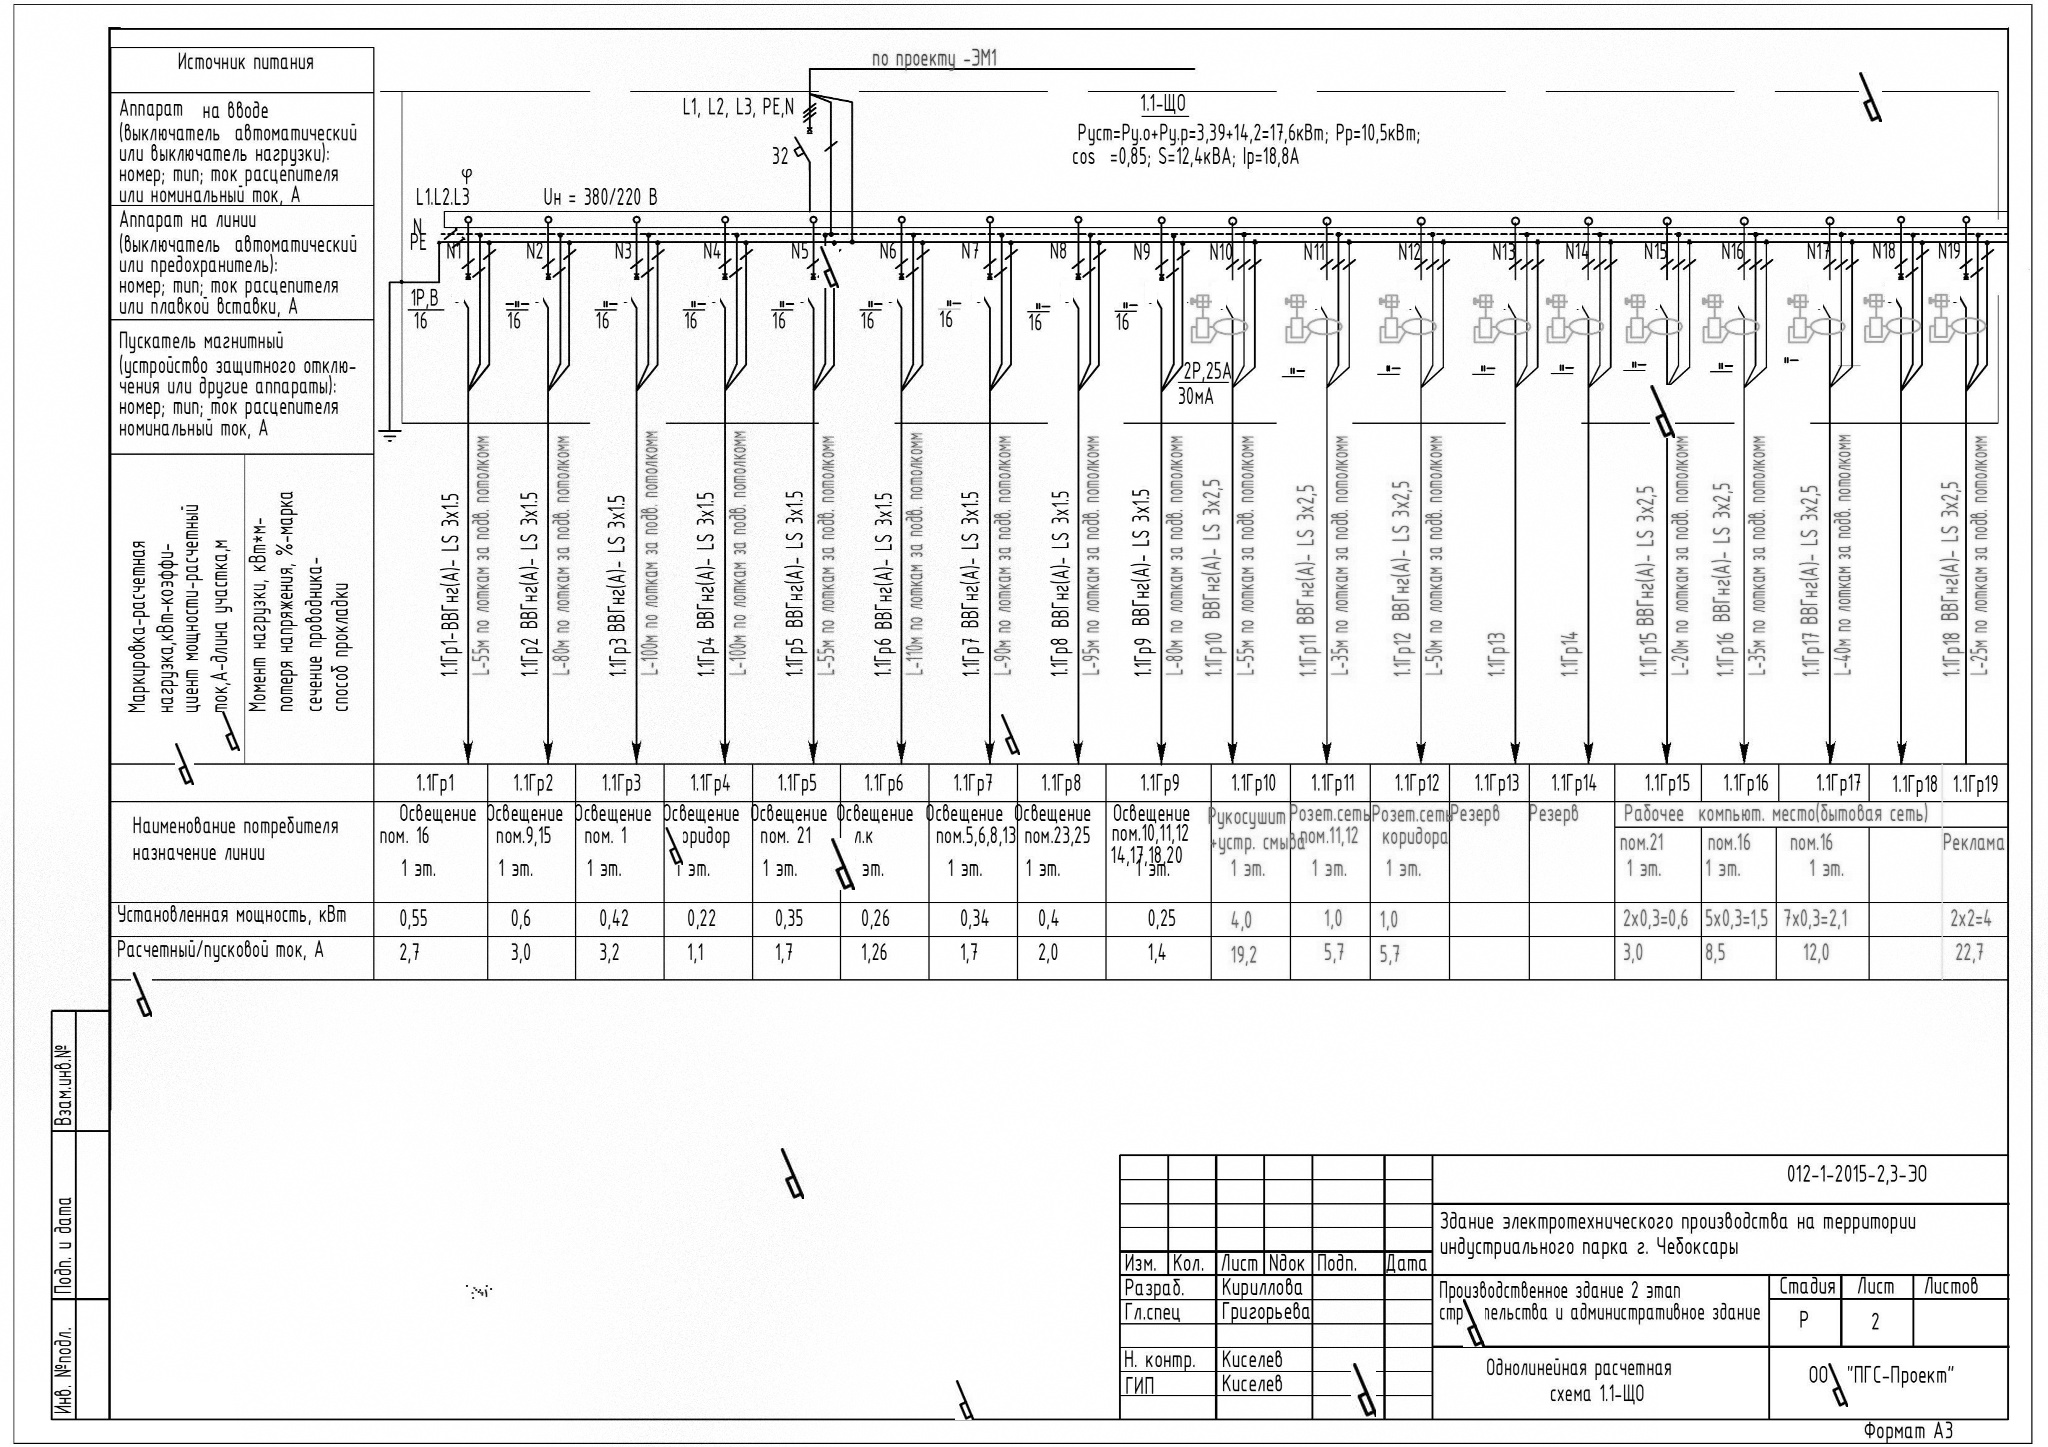 Источник питания
Аппарат на вводе
(выключатель автоматический
или выключатель нагрузки):
номер; тип; ток расцепителя
или номинальный ток, А
Аппарат на линии
(выключатель автоматический
или предохранитель):
номер; тип; ток расцепителя
или плавкой вставки, А
Пускатель магнитный
(устройство защитного отклю-
чения или другие аппараты):
номер; тип; ток расцепителя
номинальный ток, А
Маркировка-расчетная
нагрузка,кВт-коэффи-
циент мощности-расчетный
ток,А-длина участка,м
Момент нагрузки, кВт*м-
потеря напряжения, %-марка
сечение проводника-
способ прокладки
по проекту -ЭМ1
L1, L2, L3, PE,N
32
1.1-ЩО
Руст=Ру.о+Ру.р=3,39+14,2=17,6кВт; Рр=10,5кВт;
cos =0,85; S=12,4кВА; Iр=18,8А
φ
L1.L2.L3
Uн = 380/220 В
N
PE
N1 N2 N3 N4 N5 N6 N7 N8 N9 N10 N11 N12 N13 N14 N15 N16 N17 N18 N19
1Р,В
16
-"-
16
-"-
16
-"-
16
-"-
16
-"-
16
-"-
16
-"-
16
-"-
16
2Р,25А
30мА
-"- -"- -"- -"- -"- -"- -"-
1.1Гр1-ВВГнг(А)- LS 3х1.5
L-55м по лоткам за подв. потолкомм
1.1Гр2 ВВГнг(А)- LS 3х1.5
L-80м по лоткам за подв. потолкомм
1.1Гр3 ВВГнг(А)- LS 3х1.5
L-100м по лоткам за подв. потолкомм
1.1Гр4 ВВГнг(А)- LS 3х1.5
L-100м по лоткам за подв. потолкомм
1.1Гр5 ВВГнг(А)- LS 3х1.5
L-55м по лоткам за подв. потолкомм
1.1Гр6 ВВГнг(А)- LS 3х1.5
L-110м по лоткам за подв. потолкомм
1.1Гр7 ВВГнг(А)- LS 3х1.5
L-90м по лоткам за подв. потолкомм
1.1Гр8 ВВГнг(А)- LS 3х1.5
L-95м по лоткам за подв. потолкомм
1.1Гр9 ВВГнг(А)- LS 3х1.5
L-80м по лоткам за подв. потолкомм
1.1Гр10 ВВГнг(А)- LS 3х2,5
L-55м по лоткам за подв. потолкомм
1.1Гр11 ВВГнг(А)- LS 3х2,5
L-35м по лоткам за подв. потолкомм
1.1Гр12 ВВГнг(А)- LS 3х2,5
L-50м по лоткам за подв. потолкомм
1.1Гр13
1.1Гр14
1.1Гр15 ВВГнг(А)- LS 3х2,5
L-20м по лоткам за подв. потолкомм
1.1Гр16 ВВГнг(А)- LS 3х2,5
L-35м по лоткам за подв. потолкомм
1.1Гр17 ВВГнг(А)- LS 3х2,5
L-40м по лоткам за подв. потолкомм
1.1Гр18 ВВГнг(А)- LS 3х2,5
L-25м по лоткам за подв. потолкомм
1.1Гр1 1.1Гр2 1.1Гр3 1.1Гр4 1.1Гр5 1.1Гр6 1.1Гр7 1.1Гр8 1.1Гр9 1.1Гр10 1.1Гр11 1.1Гр12 1.1Гр13 1.1Гр14 1.1Гр15 1.1Гр16 1.1Гр17 1.1Гр18 1.1Гр19
Наименование потребителя
назначение линии
Освещение
пом. 16
1 эт.
Освещение
пом.9,15
1 эт.
Освещение
пом. 1
1 эт.
Освещение
оридор
1 эт.
Освещение
пом. 21
1 эт.
Освещение
л.к
эт.
Освещение
пом.5,6,8,13
Освещение
пом.23,25
1 эт.
Освещение
пом.10,11,12
14,17,18,20
1 эт.
Рукосушит
+устр. смыва
1 эт.
Розет.сеть
пом.11,12
1 эт.
Розет.сеть
коридора
1 эт.
Резерв
Резерв
Рабочее компьют. место(бытовая сеть)
пом.21
1 эт.
пом.16
1 эт.
пом.16
1 эт.
Реклама
Установленная мощность, кВт 0,55 0,6 0,42 0,22 0,35 0,26 0,34 0,4 0,25 4,0 1,0 1,0 2х0,3=0,6 5х0,3=1,5 7х0,3=2,1 2х2=4
Расчетный/пусковой ток, А 2,7 3,0 3,2 1,1 1,7 1,26 1,7 2,0 1,4 19,2 5,7 5,7 3,0 8,5 12,0 22,7
Взам.инв.№
Подп. и дата
Инв. №подл.
012-1-2015-2,3-ЭО
Здание электротехнического производства на территории
индустриального парка г. Чебоксары
Изм. Кол. Лист Nдок Подп. Дата
Разраб. Кириллова
Гл.спец Григорьева
Н. контр. Киселев
ГИП Киселев
Производственное здание 2 этап
стр ельства и административное здание
Стадия Лист Листов
Р 2
Однолинейная расчетная
схема 1.1-ЩО
ОО "ПГС-Проект"
Формат А3